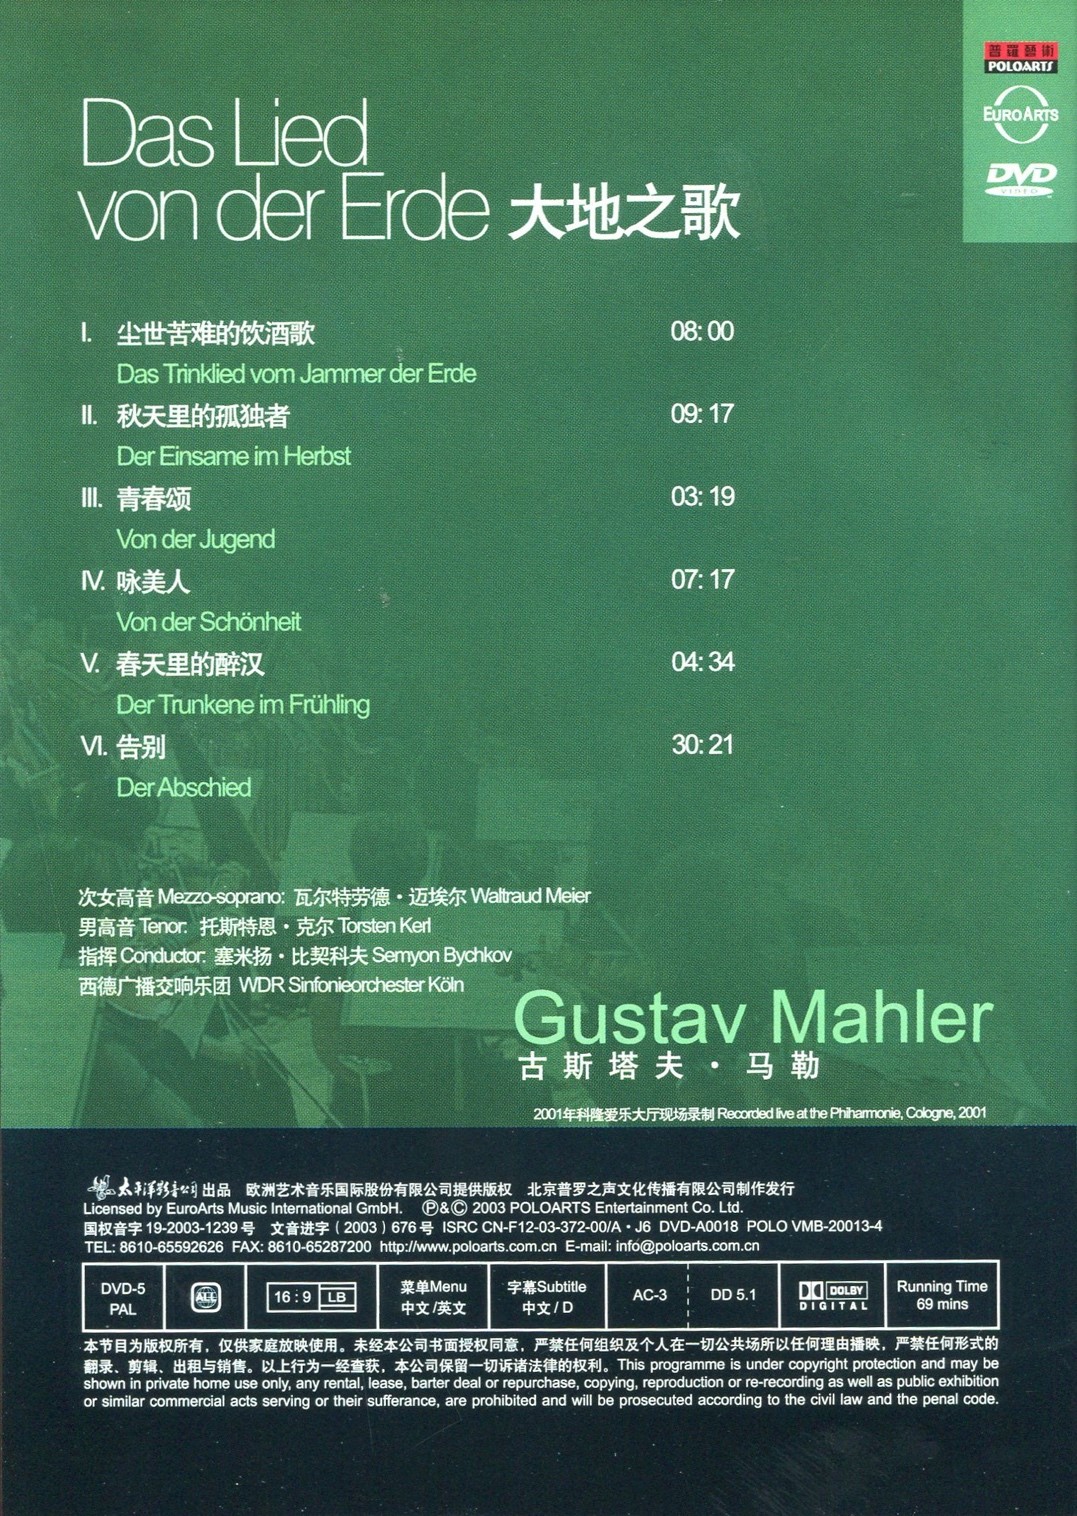 普羅藝術
POLOARTS
EUROARTS
DVD
VIDEO
Das Lied
von der Erde 大地之歌
I. 尘世苦难的饮酒歌 08:00
Das Trinklied vom Jammer der Erde
II. 秋天里的孤独者 09:17
Der Einsame im Herbst
III. 青春颂 03:19
Von der Jugend
IV. 咏美人 07:17
Von der Schönheit
V. 春天里的醉汉 04:34
Der Trunkene im Frühling
VI. 告别 30:21
Der Abschied
次女高音 Mezzo-soprano: 瓦尔特劳德·迈埃尔 Waltraud Meier
男高音 Tenor: 托斯特恩·克尔 Torsten Kerl
指挥 Conductor: 塞米扬·比契科夫 Semyon Bychkov
西德广播交响乐团 WDR Sinfonieorchester Köln
Gustav Mahler
古斯塔夫·马勒
2001年科隆爱乐大厅现场录制 Recorded live at the Phiharmonie, Cologne, 2001
太平洋影音公司出品 欧洲艺术音乐国际股份有限公司提供版权 北京普罗之声文化传播有限公司制作发行
Licensed by EuroArts Music International GmbH. Ⓟ&Ⓒ 2003 POLOARTS Entertainment Co. Ltd.
国权音字 19-2003-1239号 文音进字（2003）676号 ISRC CN-F12-03-372-00/A·J6 DVD-A0018 POLO VMB-20013-4
TEL: 8610-65592626 FAX: 8610-65287200 http://www.poloarts.com.cn E-mail: info@poloarts.com.cn
DVD-5
PAL
ALL
16:9 LB
菜单Menu
中文/英文
字幕Subtitle
中文/D
AC-3
DD 5.1
DOLBY
DIGITAL
Running Time
69 mins
本节目为版权所有，仅供家庭放映使用。未经本公司书面授权同意，严禁任何组织及个人在一切公共场所以任何理由播映，严禁任何形式的
翻录、剪辑、出租与销售。以上行为一经查获，本公司保留一切诉诸法律的权利。This programme is under copyright protection and may be
shown in private home use only, any rental, lease, barter deal or repurchase, copying, reproduction or re-recording as well as public exhibition
or similar commercial acts serving or their sufferance, are prohibited and will be prosecuted according to the civil law and the penal code.